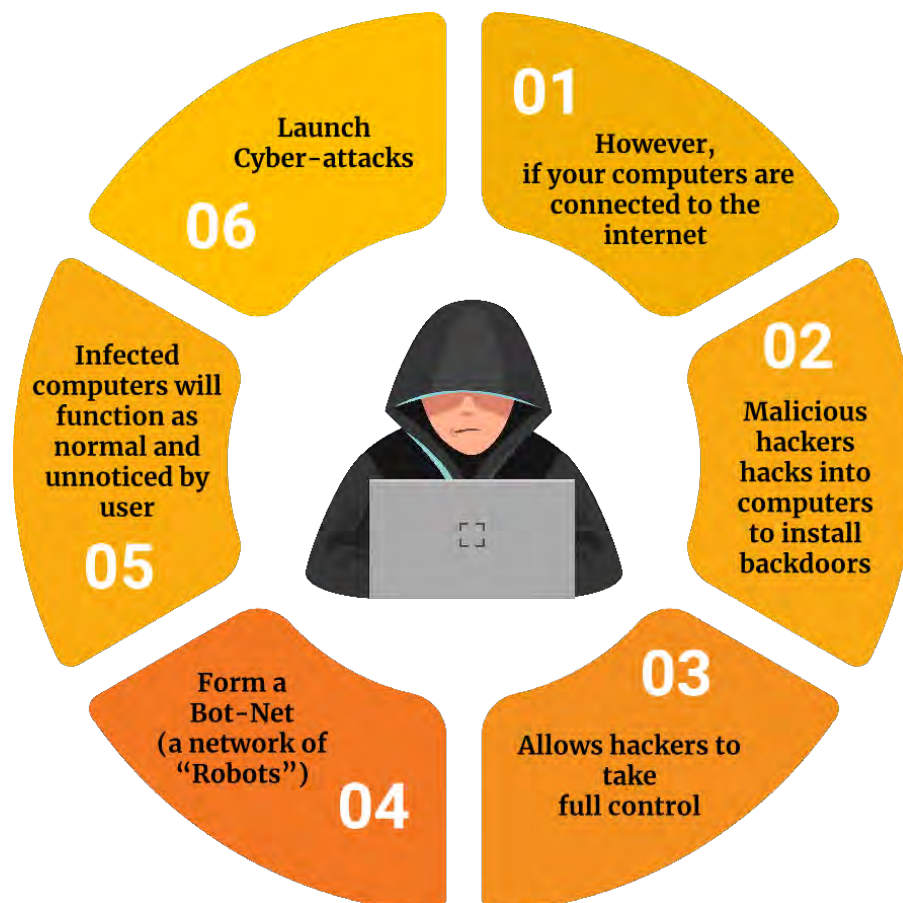 01
However,
if your computers are
connected to the
internet
02
Malicious
hackers
hacks into
computers
to install
backdoors
03
Allows hackers to
take
full control
Form a
Bot-Net
(a network of
“Robots”)
04
Infected
computers will
function as
normal and
unnoticed by
user
05
Launch
Cyber-attacks
06